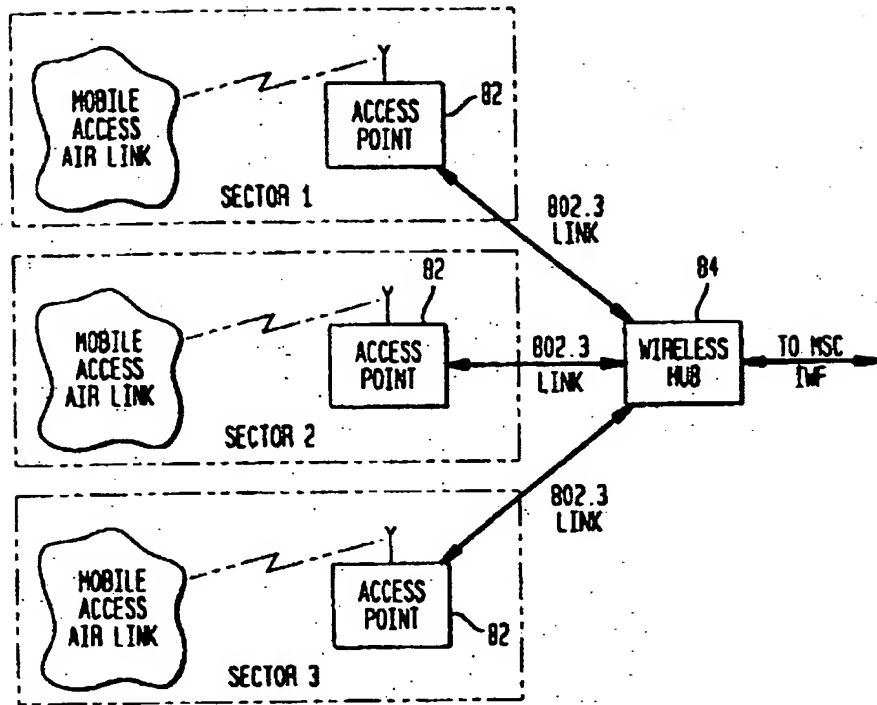 MOBILE
ACCESS
AIR LINK
ACCESS
POINT
82
SECTOR 1
802.3
LINK
MOBILE
ACCESS
AIR LINK
82
ACCESS
POINT
SECTOR 2
802.3
LINK
84
WIRELESS
HUB
TO MSC
IWF
802.3
LINK
MOBILE
ACCESS
AIR LINK
ACCESS
POINT
82
SECTOR 3